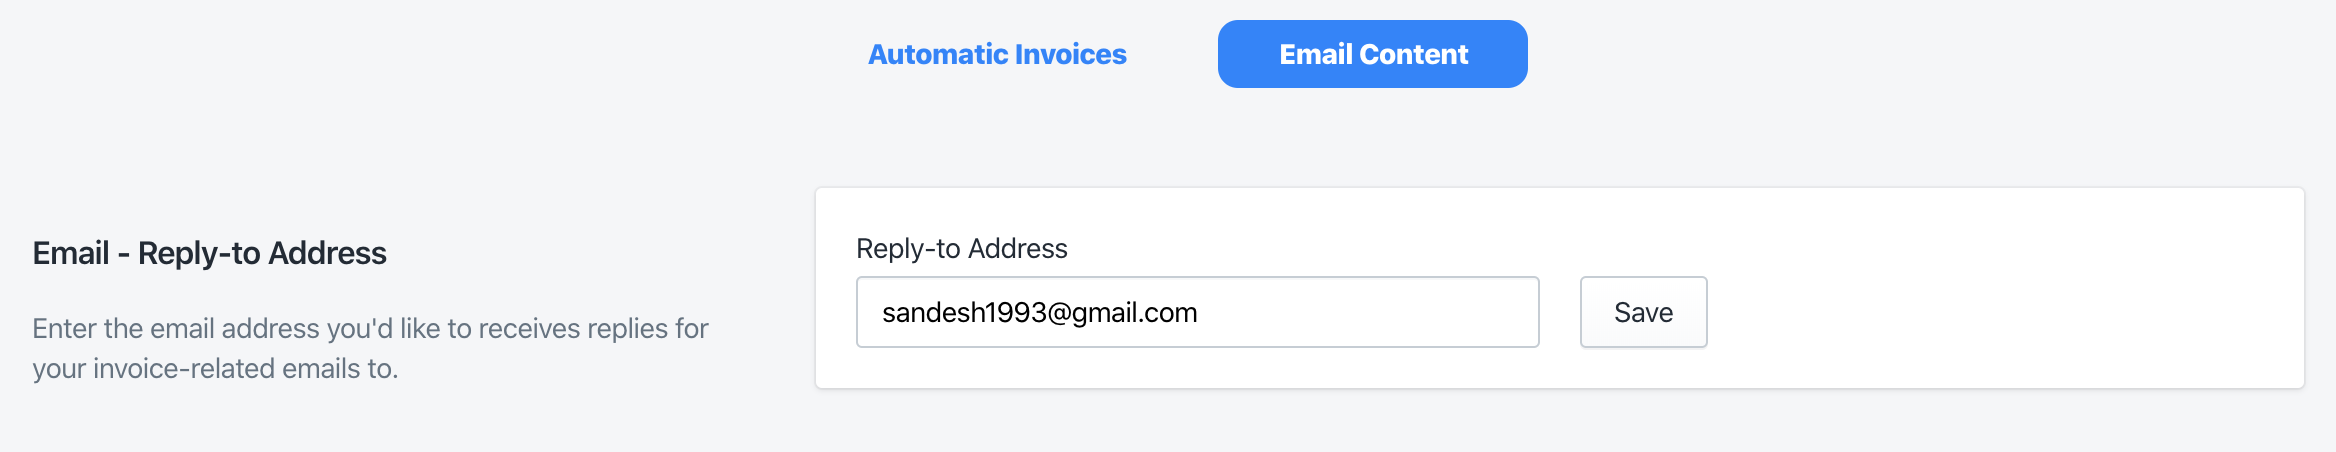 Automatic Invoices
Email Content
Email - Reply-to Address
Enter the email address you'd like to receives replies for
your invoice-related emails to.
Reply-to Address
sandesh1993@gmail.com
Save